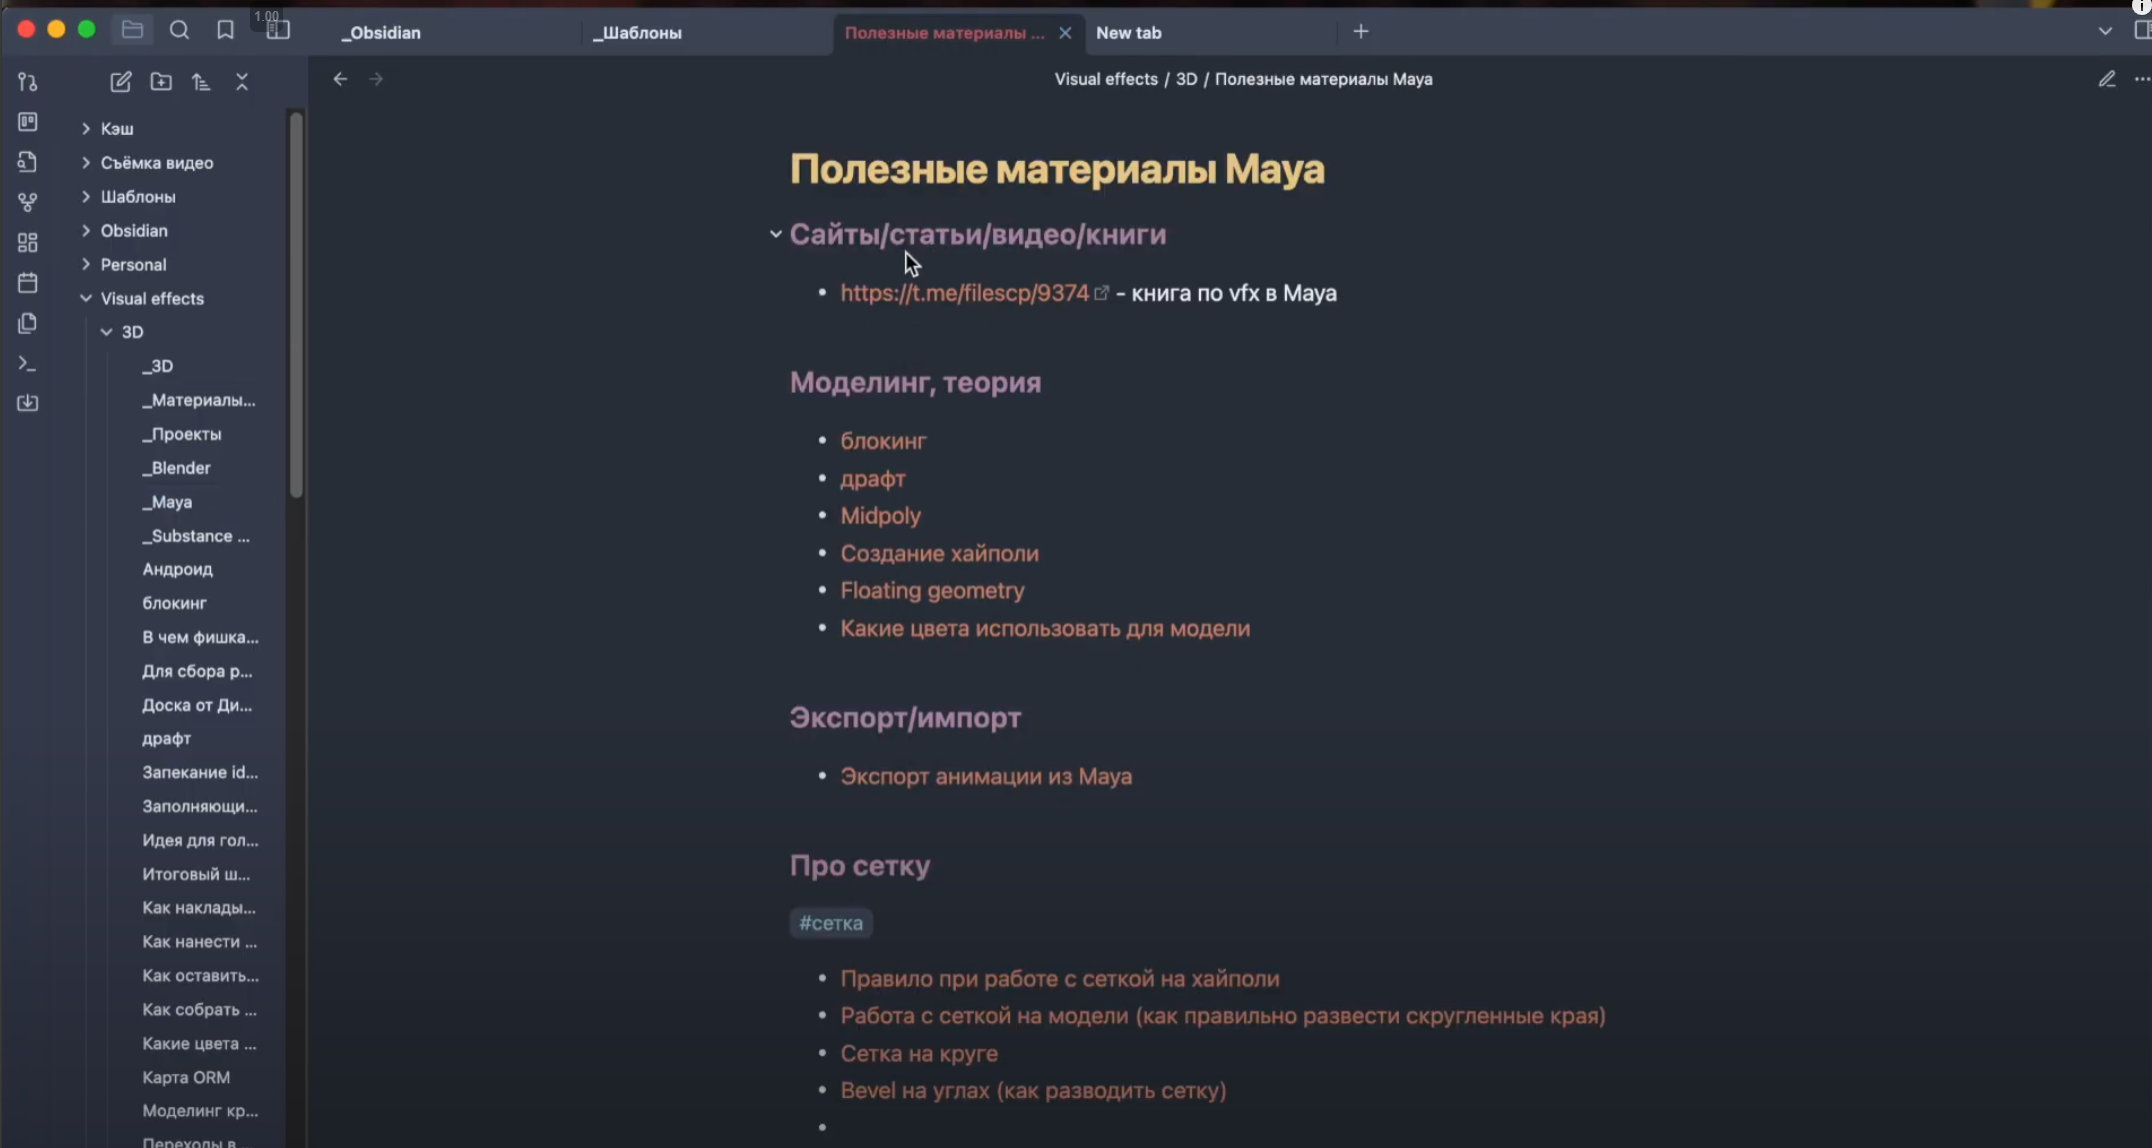 1.00
_Obsidian
_Шаблоны
Полезные материалы ...
New tab
Visual effects / 3D / Полезные материалы Maya
Кэш
Съёмка видео
Шаблоны
Obsidian
Personal
Visual effects
3D
_3D
_Материалы...
_Проекты
_Blender
_Maya
_Substance ...
Андроид
блокинг
В чем фишка...
Для сбора р...
Доска от Ди...
драфт
Запекание id...
Заполняющи...
Идея для гол...
Итоговый ш...
Как наклады...
Как нанести ...
Как оставить...
Как собрать ...
Какие цвета ...
Карта ORM
Моделинг кр...
Переходы в ...
Полезные материалы Maya
Сайты/статьи/видео/книги
• https://t.me/filescp/9374 - книга по vfx в Maya
Моделинг, теория
• блокинг
• драфт
• Midpoly
• Создание хайполи
• Floating geometry
• Какие цвета использовать для модели
Экспорт/импорт
• Экспорт анимации из Maya
Про сетку
#сетка
• Правило при работе с сеткой на хайполи
• Работа с сеткой на модели (как правильно развести скругленные края)
• Сетка на круге
• Bevel на углах (как разводить сетку)
•